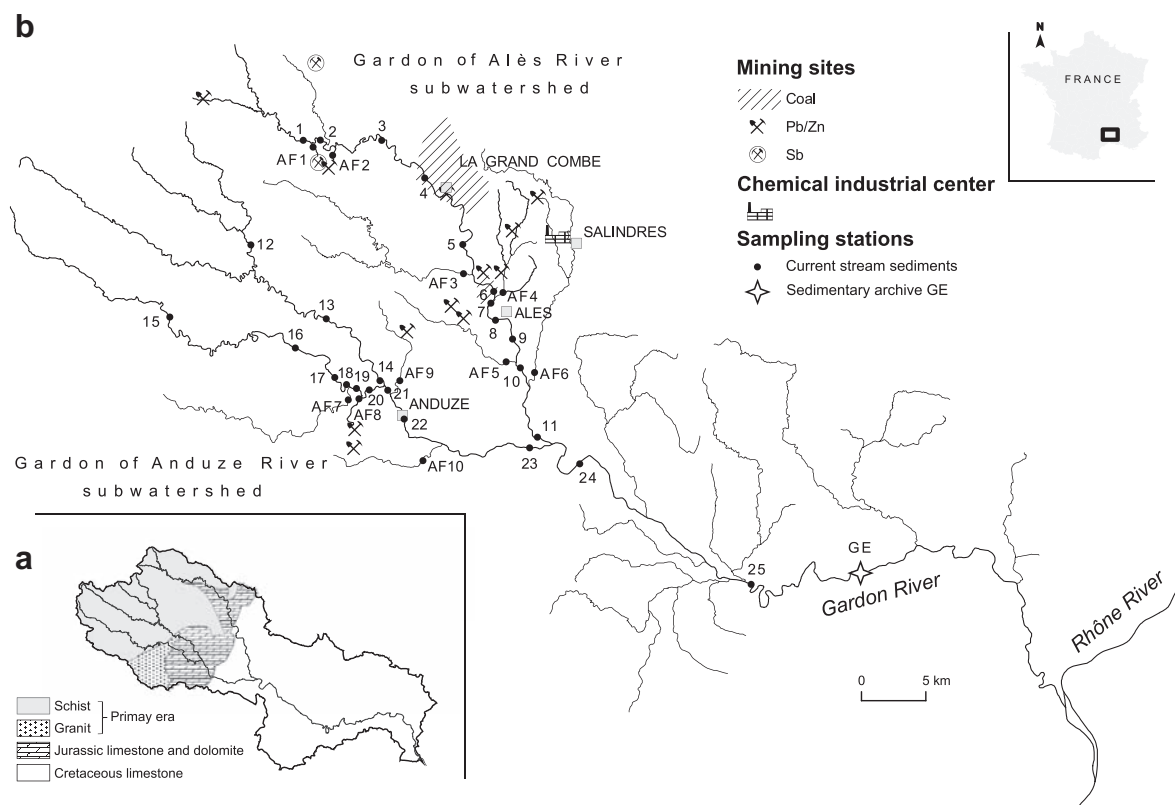 b
Gardon of Alès River
subwatershed
Mining sites
Coal
Pb/Zn
Sb
Chemical industrial center
Sampling stations
Current stream sediments
Sedimentary archive GE
N
FRANCE
1
2
3
AF1
AF2
LA GRAND COMBE
4
SALINDRES
5
12
AF3
6
AF4
7
ALES
8
13
15
9
16
AF5
10
AF6
17
18
19
14
AF9
20
21
AF7
AF8
ANDUZE
22
11
23
24
AF10
Gardon of Anduze River
subwatershed
25
GE
Gardon River
Rhône River
0
5 km
a
Schist
Granit
Primay era
Jurassic limestone and dolomite
Cretaceous limestone